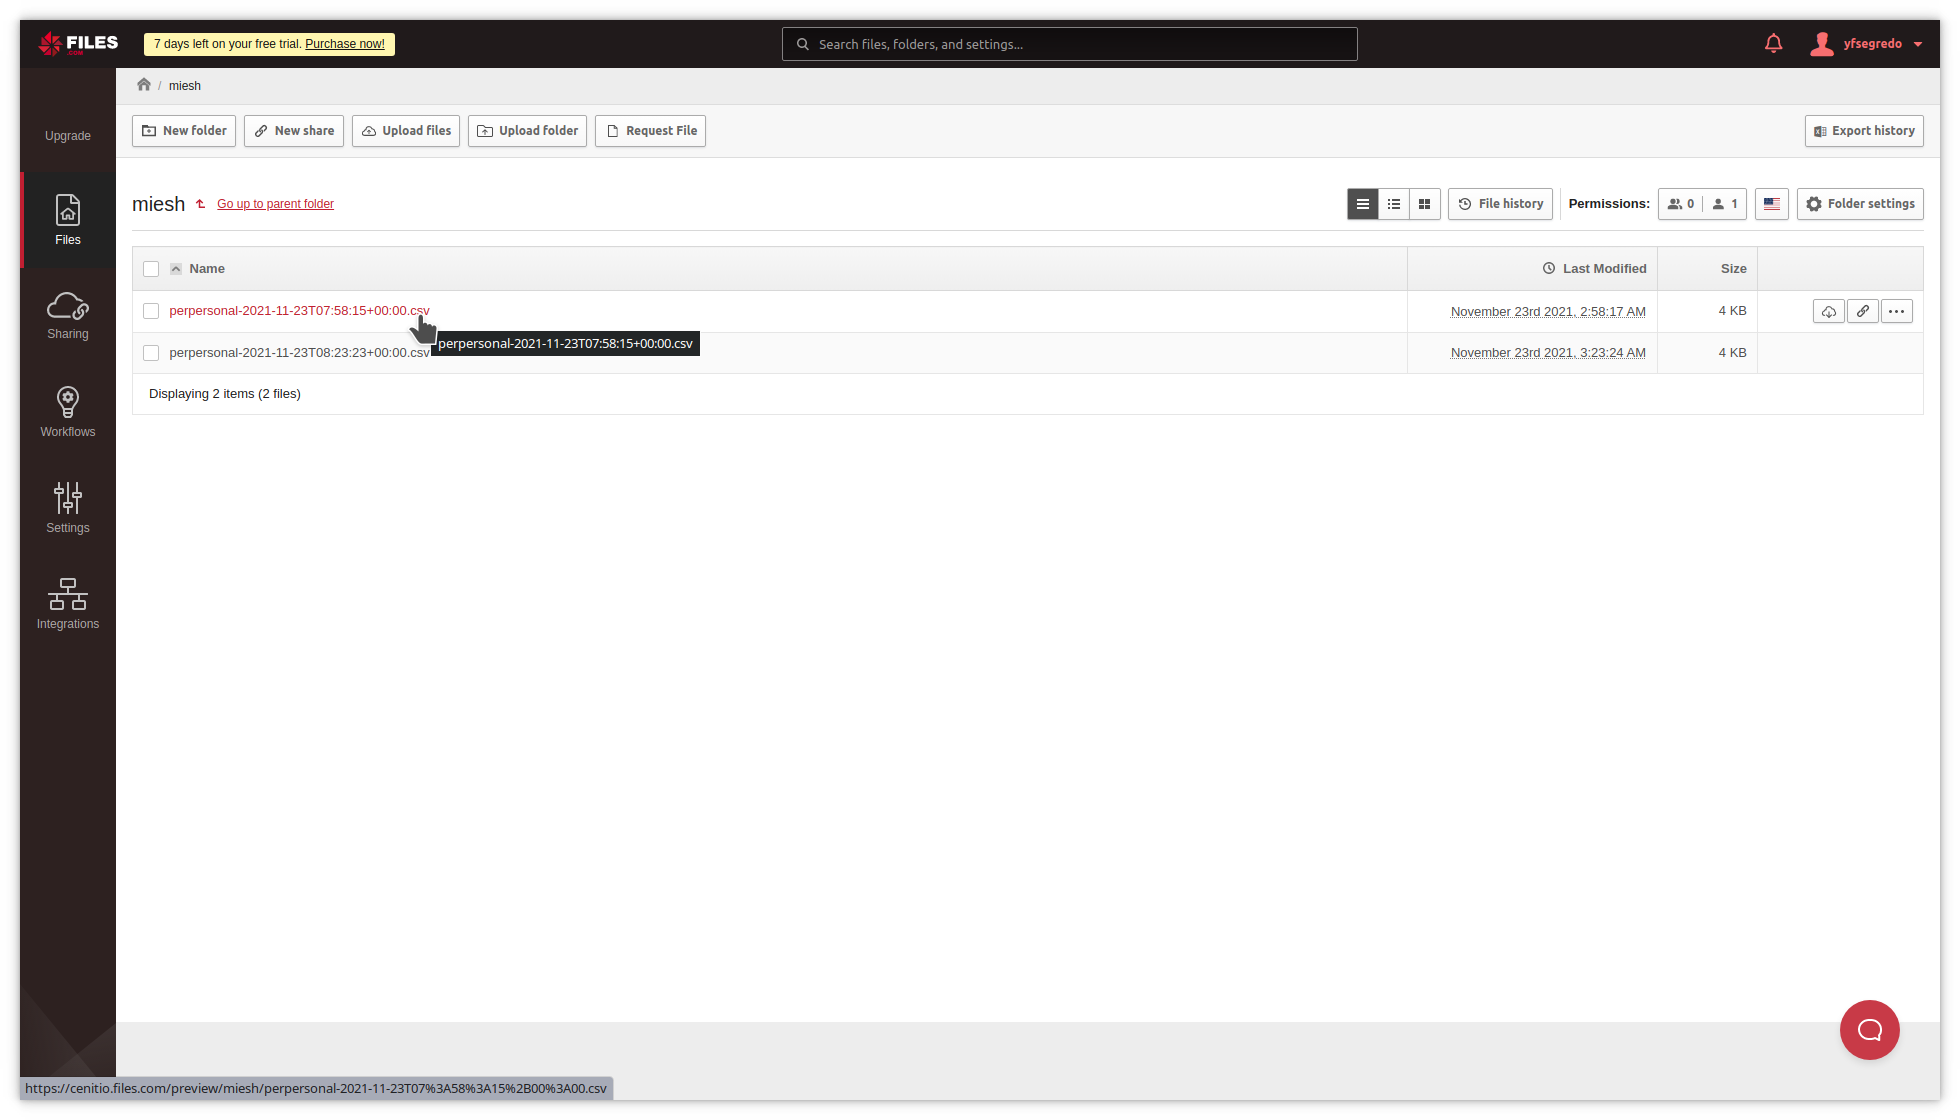 FILES
.COM
7 days left on your free trial. Purchase now!
Search files, folders, and settings...
yfsegredo
/ miesh
Upgrade
Files
Sharing
Workflows
Settings
Integrations
New folder
New share
Upload files
Upload folder
Request File
Export history
miesh
Go up to parent folder
File history
Permissions:
0
1
Folder settings
Name
Last Modified
Size
perpersonal-2021-11-23T07:58:15+00:00.csv
November 23rd 2021, 2:58:17 AM
4 KB
perpersonal-2021-11-23T07:58:15+00:00.csv
perpersonal-2021-11-23T08:23:23+00:00.csv
November 23rd 2021, 3:23:24 AM
4 KB
Displaying 2 items (2 files)
https://cenitio.files.com/preview/miesh/perpersonal-2021-11-23T07%3A58%3A15%2B00%3A00.csv